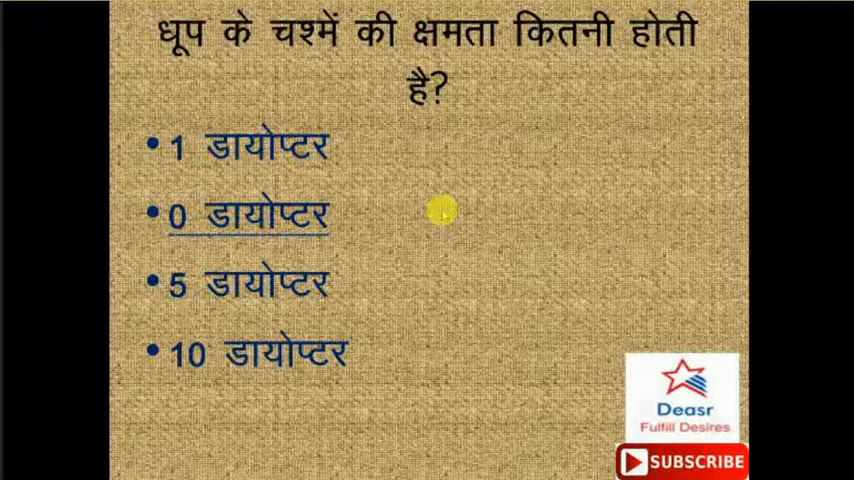 धूप के चश्में की क्षमता कितनी होती
है?
• 1 डायोप्टर
• 0 डायोप्टर
• 5 डायोप्टर
• 10 डायोप्टर
Deasr
Fulfill Desires
SUBSCRIBE